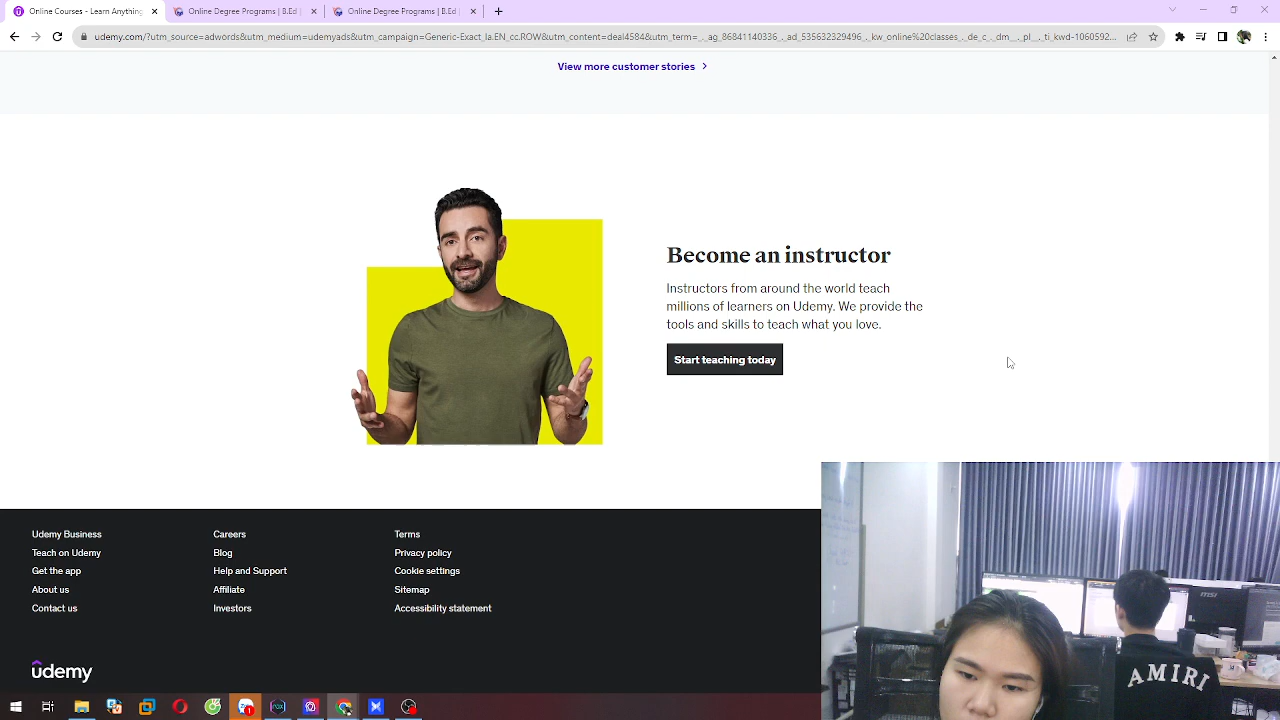 Online Courses - Learn Anything
Online Degree Programs | B.Ed |
Online Degree Programs | B.Ed |
udemy.com/?utm_source=adwords&utm_medium=udemyads&utm_campaign=Generic-Exact_la.EN_cc.ROW&utm_content=deal4584&utm_term=_._ag_86841140336_._ad_535632329496_._kw_online%20classes_._de_c_._dm__._pl__._ti_kwd-1060592...
View more customer stories
Become an instructor
Instructors from around the world teach
millions of learners on Udemy. We provide the
tools and skills to teach what you love.
Start teaching today
Udemy Business
Teach on Udemy
Get the app
About us
Contact us
Careers
Blog
Help and Support
Affiliate
Investors
Terms
Privacy policy
Cookie settings
Sitemap
Accessibility statement
udemy
msi
AMIRI